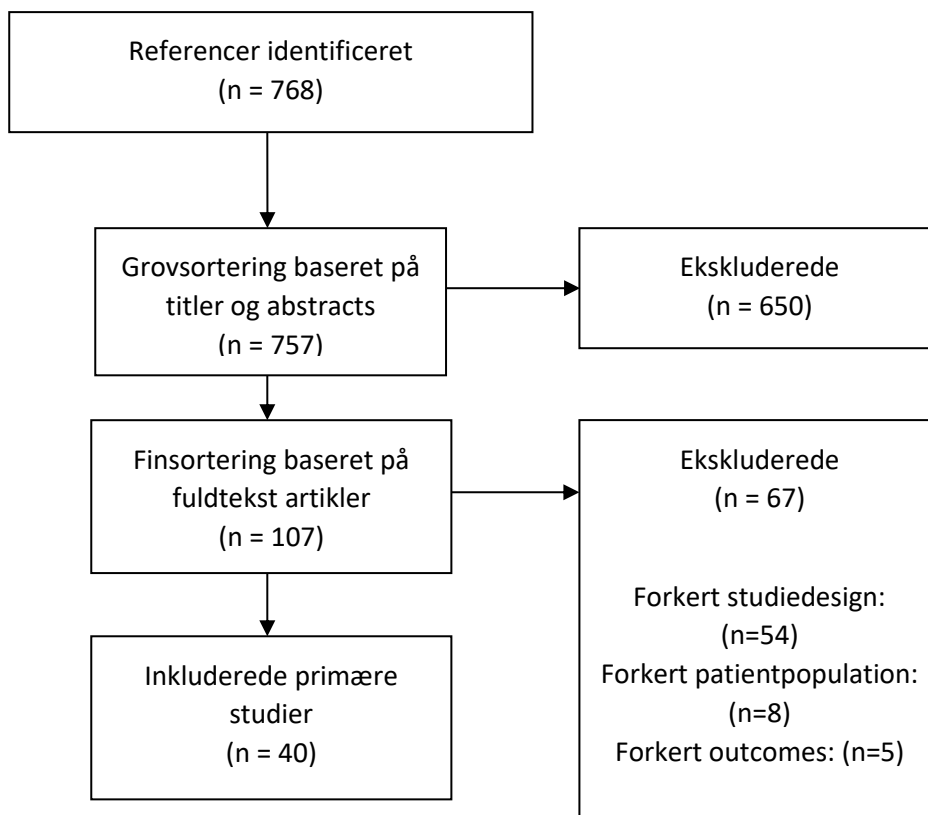 Referencer identificeret
(n = 768)
Grovsortering baseret på
titler og abstracts
(n = 757)
Ekskluderede
(n = 650)
Finsortering baseret på
fuldtekst artikler
(n = 107)
Ekskluderede
(n = 67)
Forkert studiedesign:
(n=54)
Forkert patientpopulation:
(n=8)
Forkert outcomes: (n=5)
Inkluderede primære
studier
(n = 40)